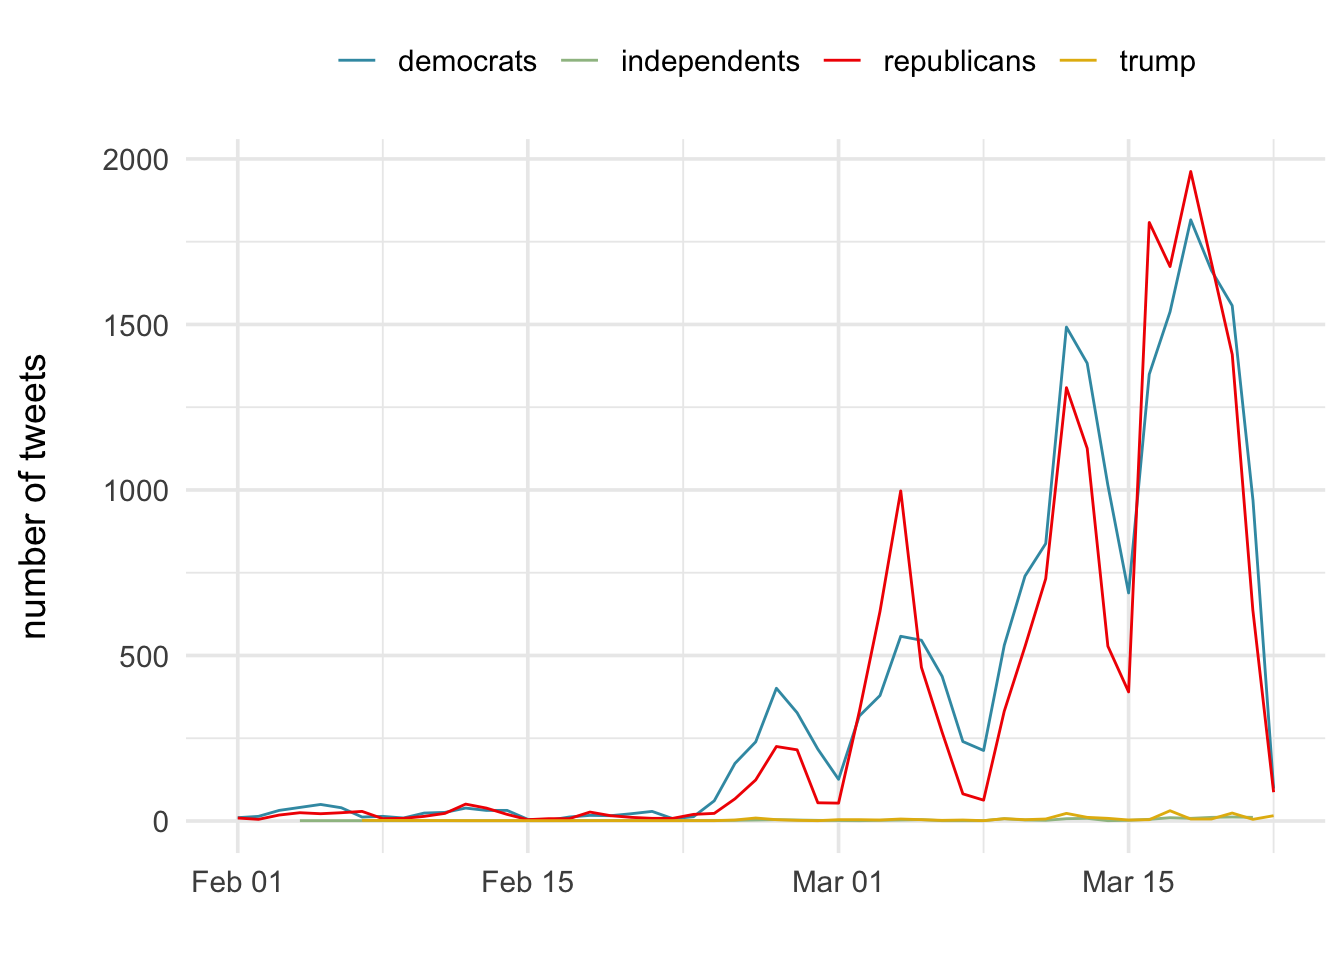 democrats independents republicans trump
2000
1500
1000
500
0
number of tweets
Feb 01 Feb 15 Mar 01 Mar 15